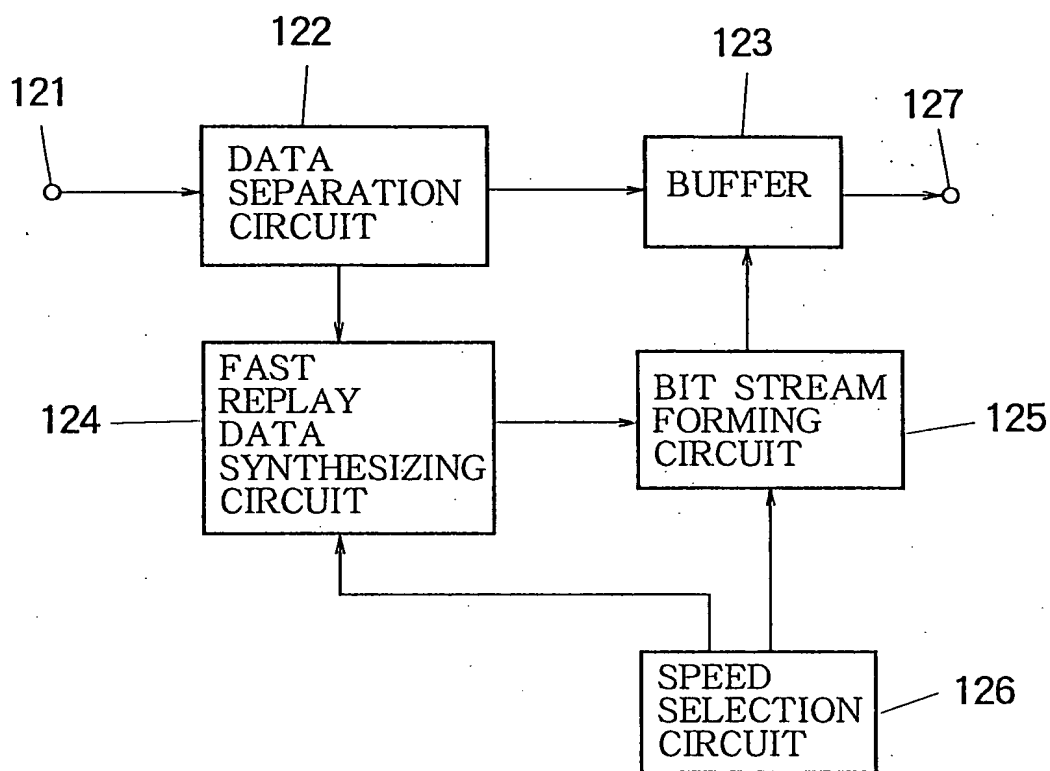 122
123
121
127
DATA
SEPARATION
CIRCUIT
BUFFER
FAST
REPLAY
DATA
SYNTHESIZING
CIRCUIT
124
BIT STREAM
FORMING
CIRCUIT
125
SPEED
SELECTION
CIRCUIT
126